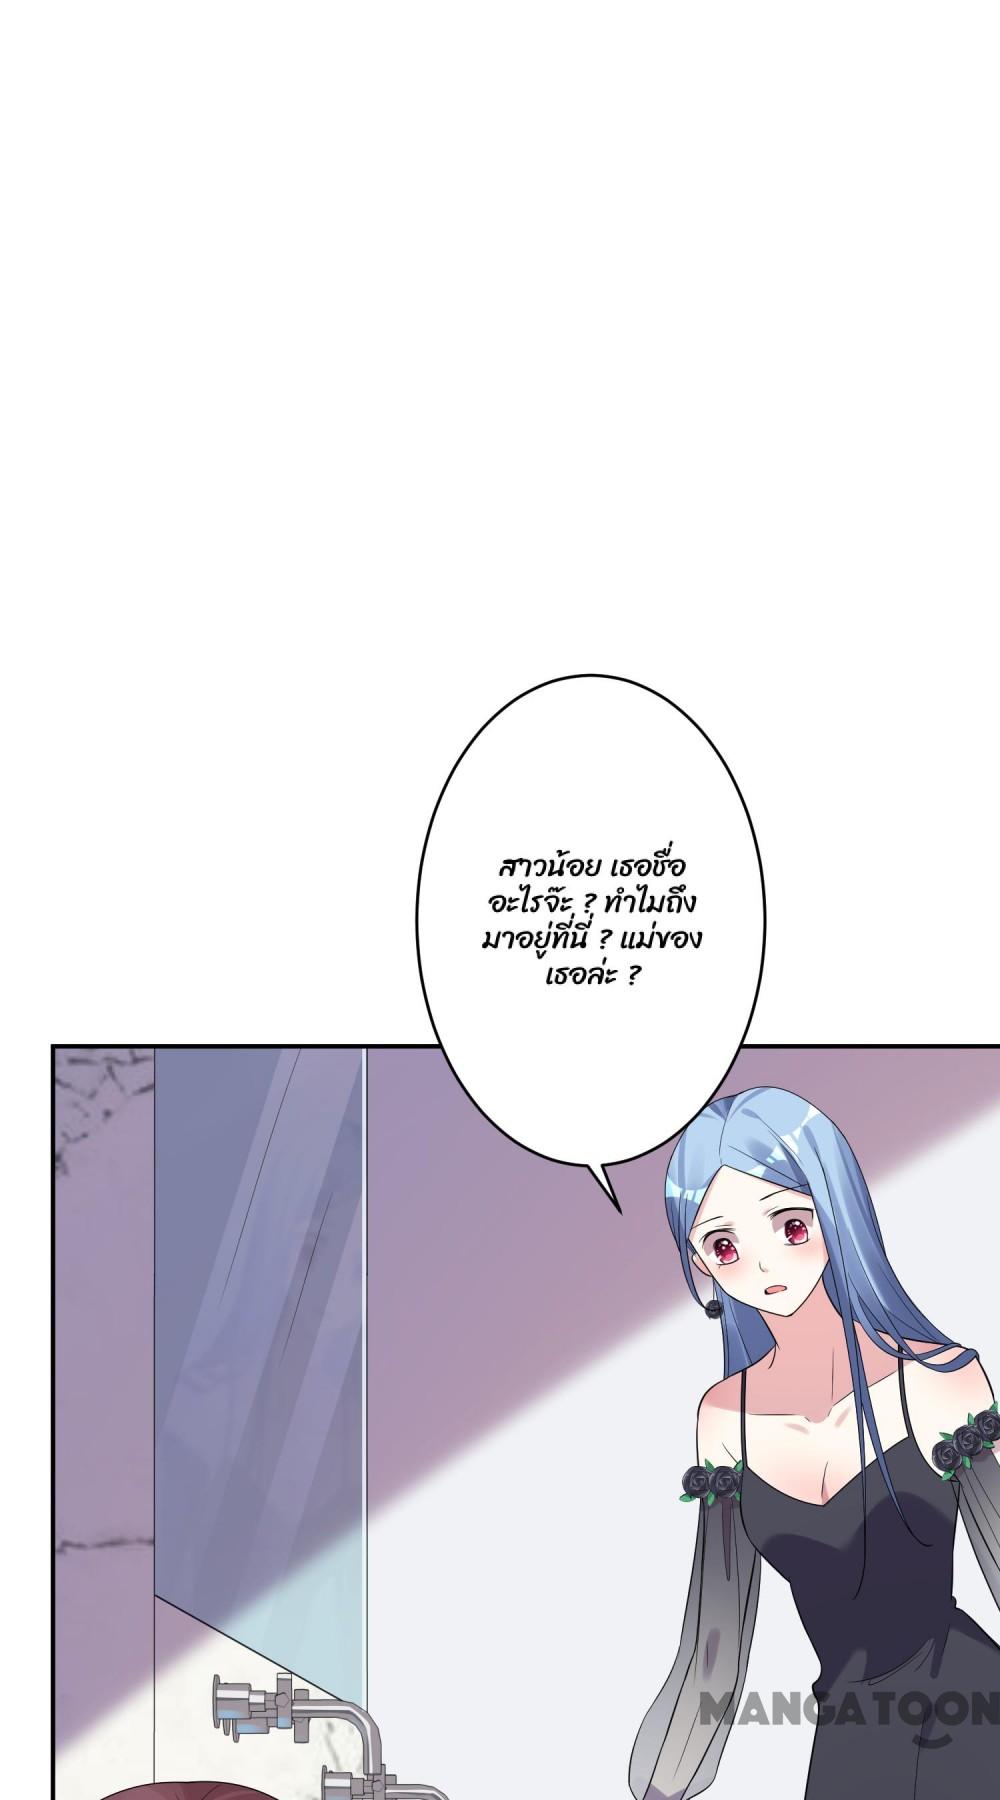 สาวน้อย เธอชื่อ
อะไรจ๊ะ ? ทำไมถึง
มาอยู่ที่นี่ ? แม่ของ
เธอล่ะ ?
MANGATOON